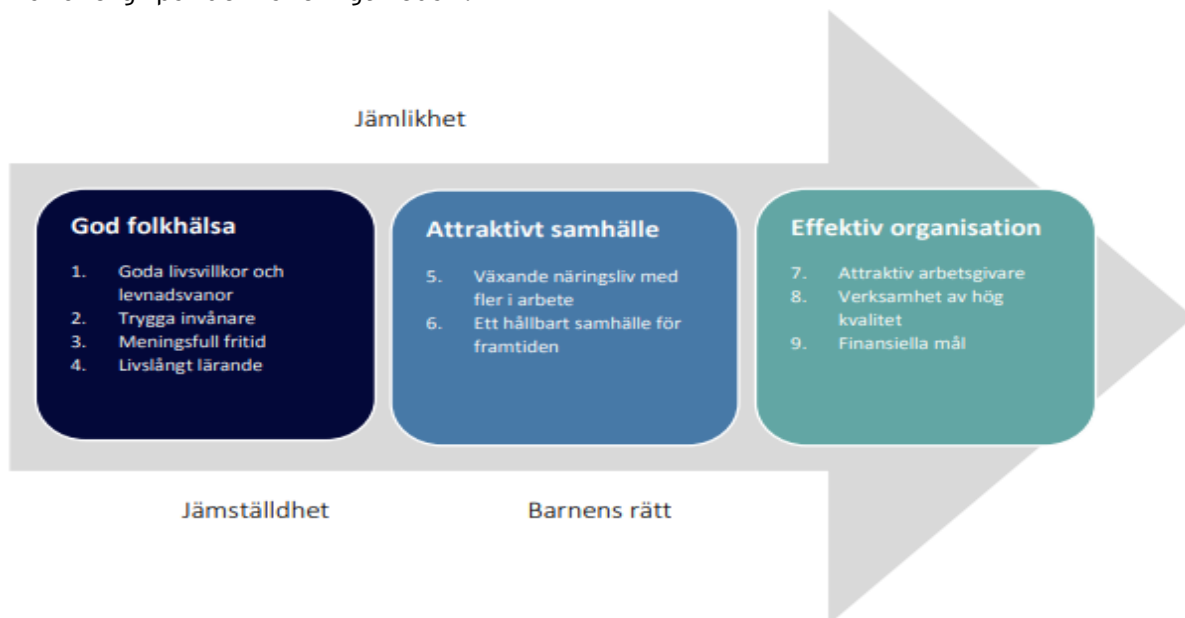 Jämlikhet
God folkhälsa
1. Goda livsvillkor och
levnadsvanor
2. Trygga invånare
3. Meningsfull fritid
4. Livslångt lärande
Attraktivt samhälle
5. Växande näringsliv med
fler i arbete
6. Ett hållbart samhälle för
framtiden
Effektiv organisation
7. Attraktiv arbetsgivare
8. Verksamhet av hög
kvalitet
9. Finansiella mål
Jämställdhet
Barnens rätt